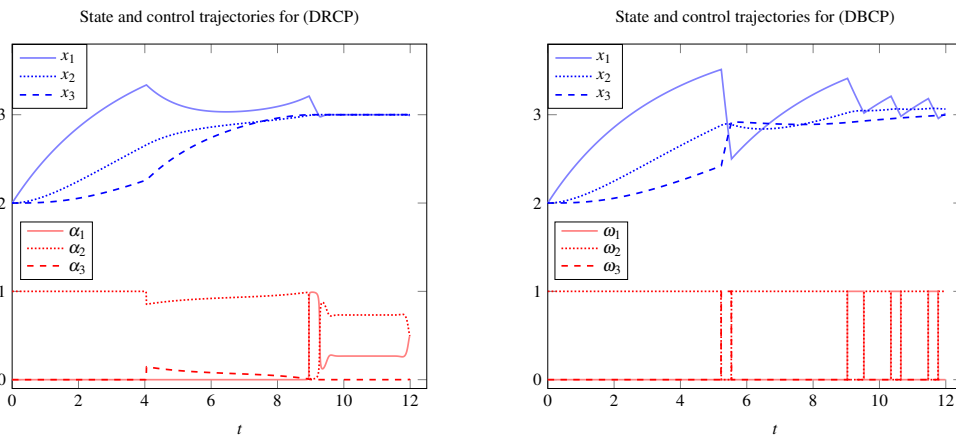 State and control trajectories for (DRCP)
x1
x2
x3
3
2
α1
α2
α3
1
0
0 2 4 6 8 10 12
t
State and control trajectories for (DBCP)
x1
x2
x3
3
2
ω1
ω2
ω3
1
0
0 2 4 6 8 10 12
t